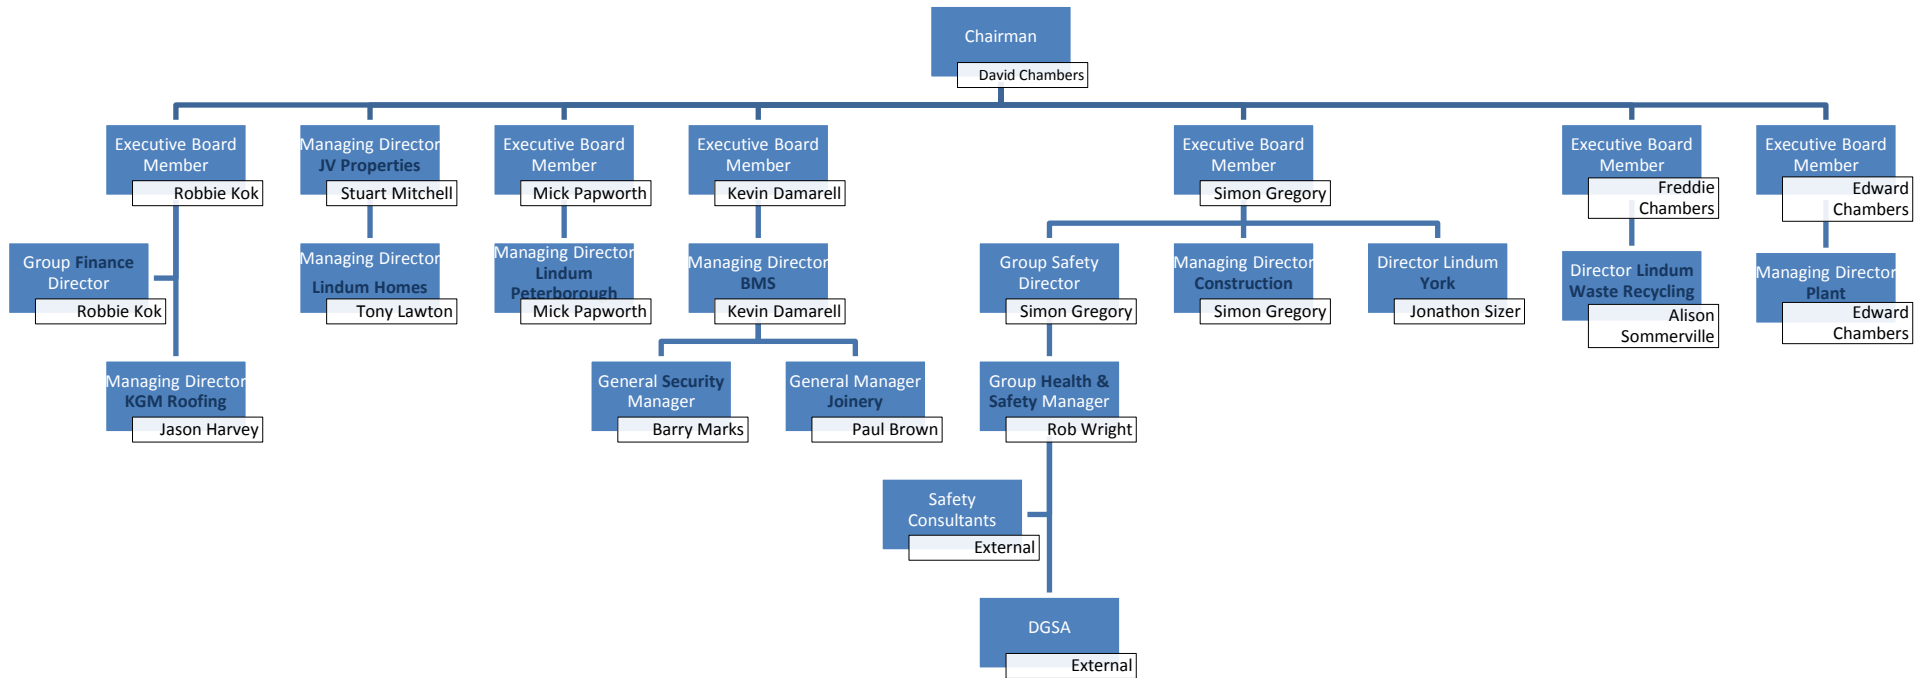 Chairman
David Chambers
Executive Board
Member
Robbie Kok
Managing Director
JV Properties
Stuart Mitchell
Executive Board
Member
Mick Papworth
Executive Board
Member
Kevin Damarell
Executive Board
Member
Simon Gregory
Executive Board
Member
Freddie
Chambers
Executive Board
Member
Edward
Chambers
Group Finance
Director
Robbie Kok
Managing Director
Lindum Homes
Tony Lawton
Managing Director
Lindum
Peterborough
Mick Papworth
Managing Director
BMS
Kevin Damarell
Group Safety
Director
Simon Gregory
Managing Director
Construction
Simon Gregory
Director Lindum
York
Jonathon Sizer
Director Lindum
Waste Recycling
Alison
Sommerville
Managing Director
Plant
Edward
Chambers
Managing Director
KGM Roofing
Jason Harvey
General Security
Manager
Barry Marks
General Manager
Joinery
Paul Brown
Group Health &
Safety Manager
Rob Wright
Safety
Consultants
External
DGSA
External